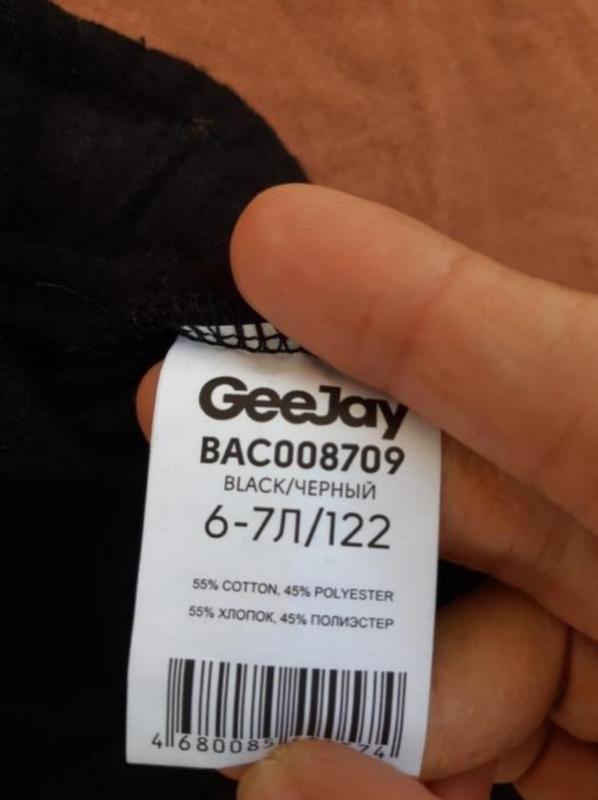 GeeJay
BAC008709
BLACK/ЧЕРНЫЙ
6-7Л/122
55% COTTON, 45% POLYESTER
55% ХЛОПОК, 45% ПОЛИЭСТЕР